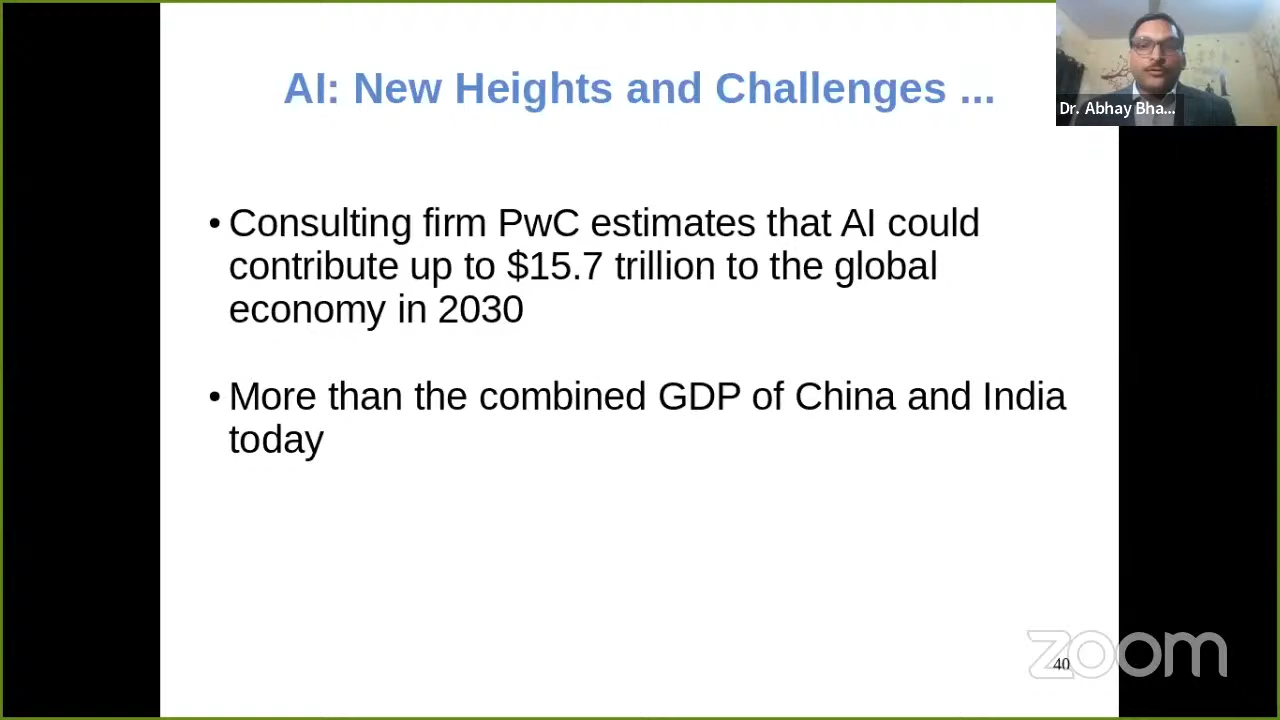 AI: New Heights and Challenges ...
Dr. Abhay Bha...
• Consulting firm PwC estimates that AI could
contribute up to $15.7 trillion to the global
economy in 2030
• More than the combined GDP of China and India
today
40
zoom